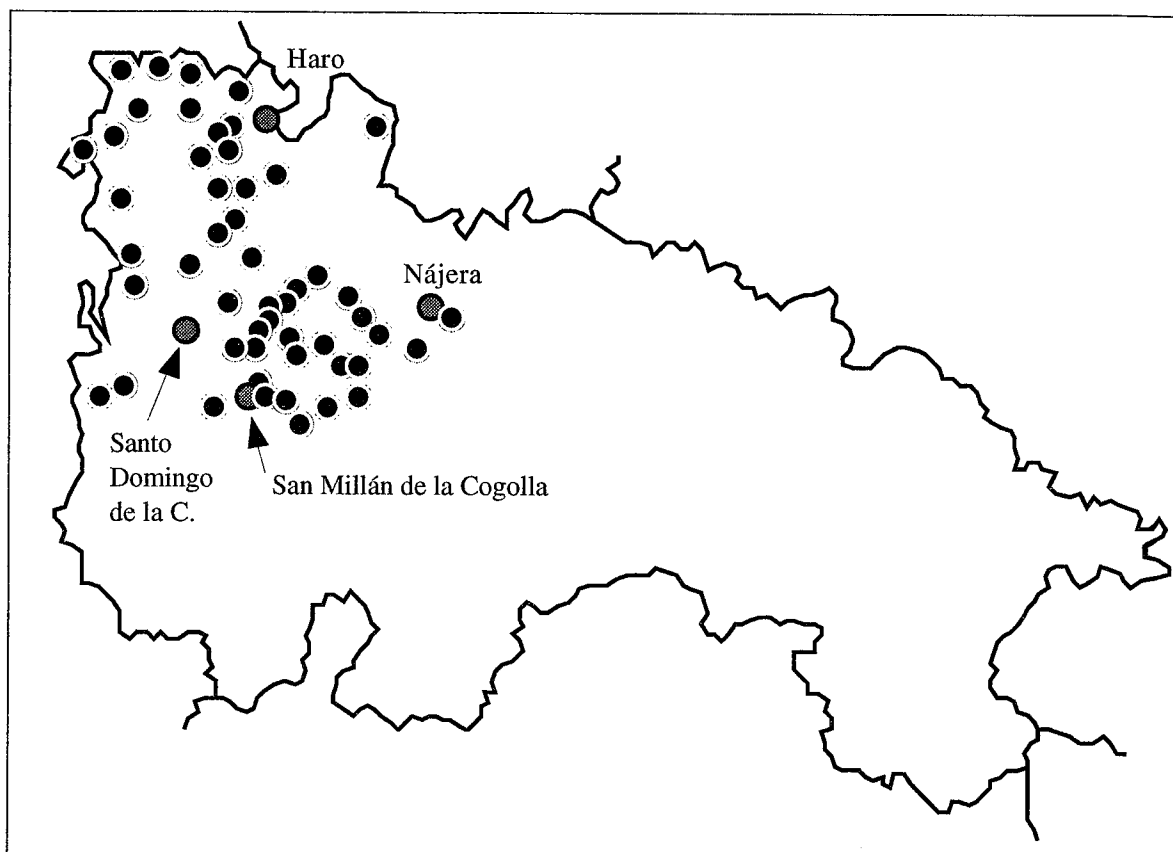 Haro
Nájera
Santo
Domingo
de la C.
San Millán de la Cogolla